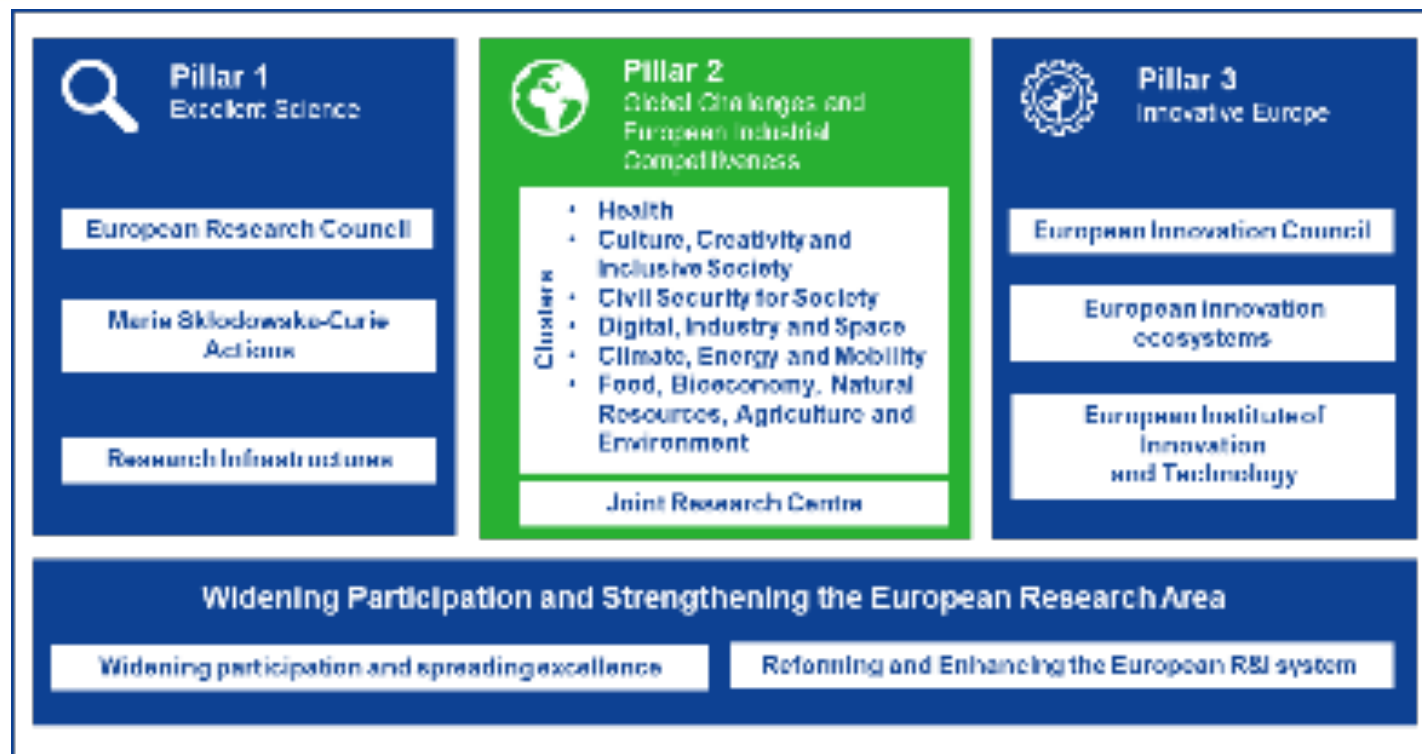 Pillar 1
Excellent Science
European Research Council
Marie Sklodowska-Curie
Actions
Research Infrastructures
Pillar 2
Global Challenges and
European Industrial
Competitiveness
Clusters
• Health
• Culture, Creativity and
Inclusive Society
• Civil Security for Society
• Digital, Industry and Space
• Climate, Energy and Mobility
• Food, Bioeconomy, Natural
Resources, Agriculture and
Environment
Joint Research Centre
Pillar 3
Innovative Europe
European Innovation Council
European Innovation
ecosystems
European Institute of
Innovation
and Technology
Widening Participation and Strengthening the European Research Area
Widening participation and spreading excellence
Reforming and Enhancing the European R&I system